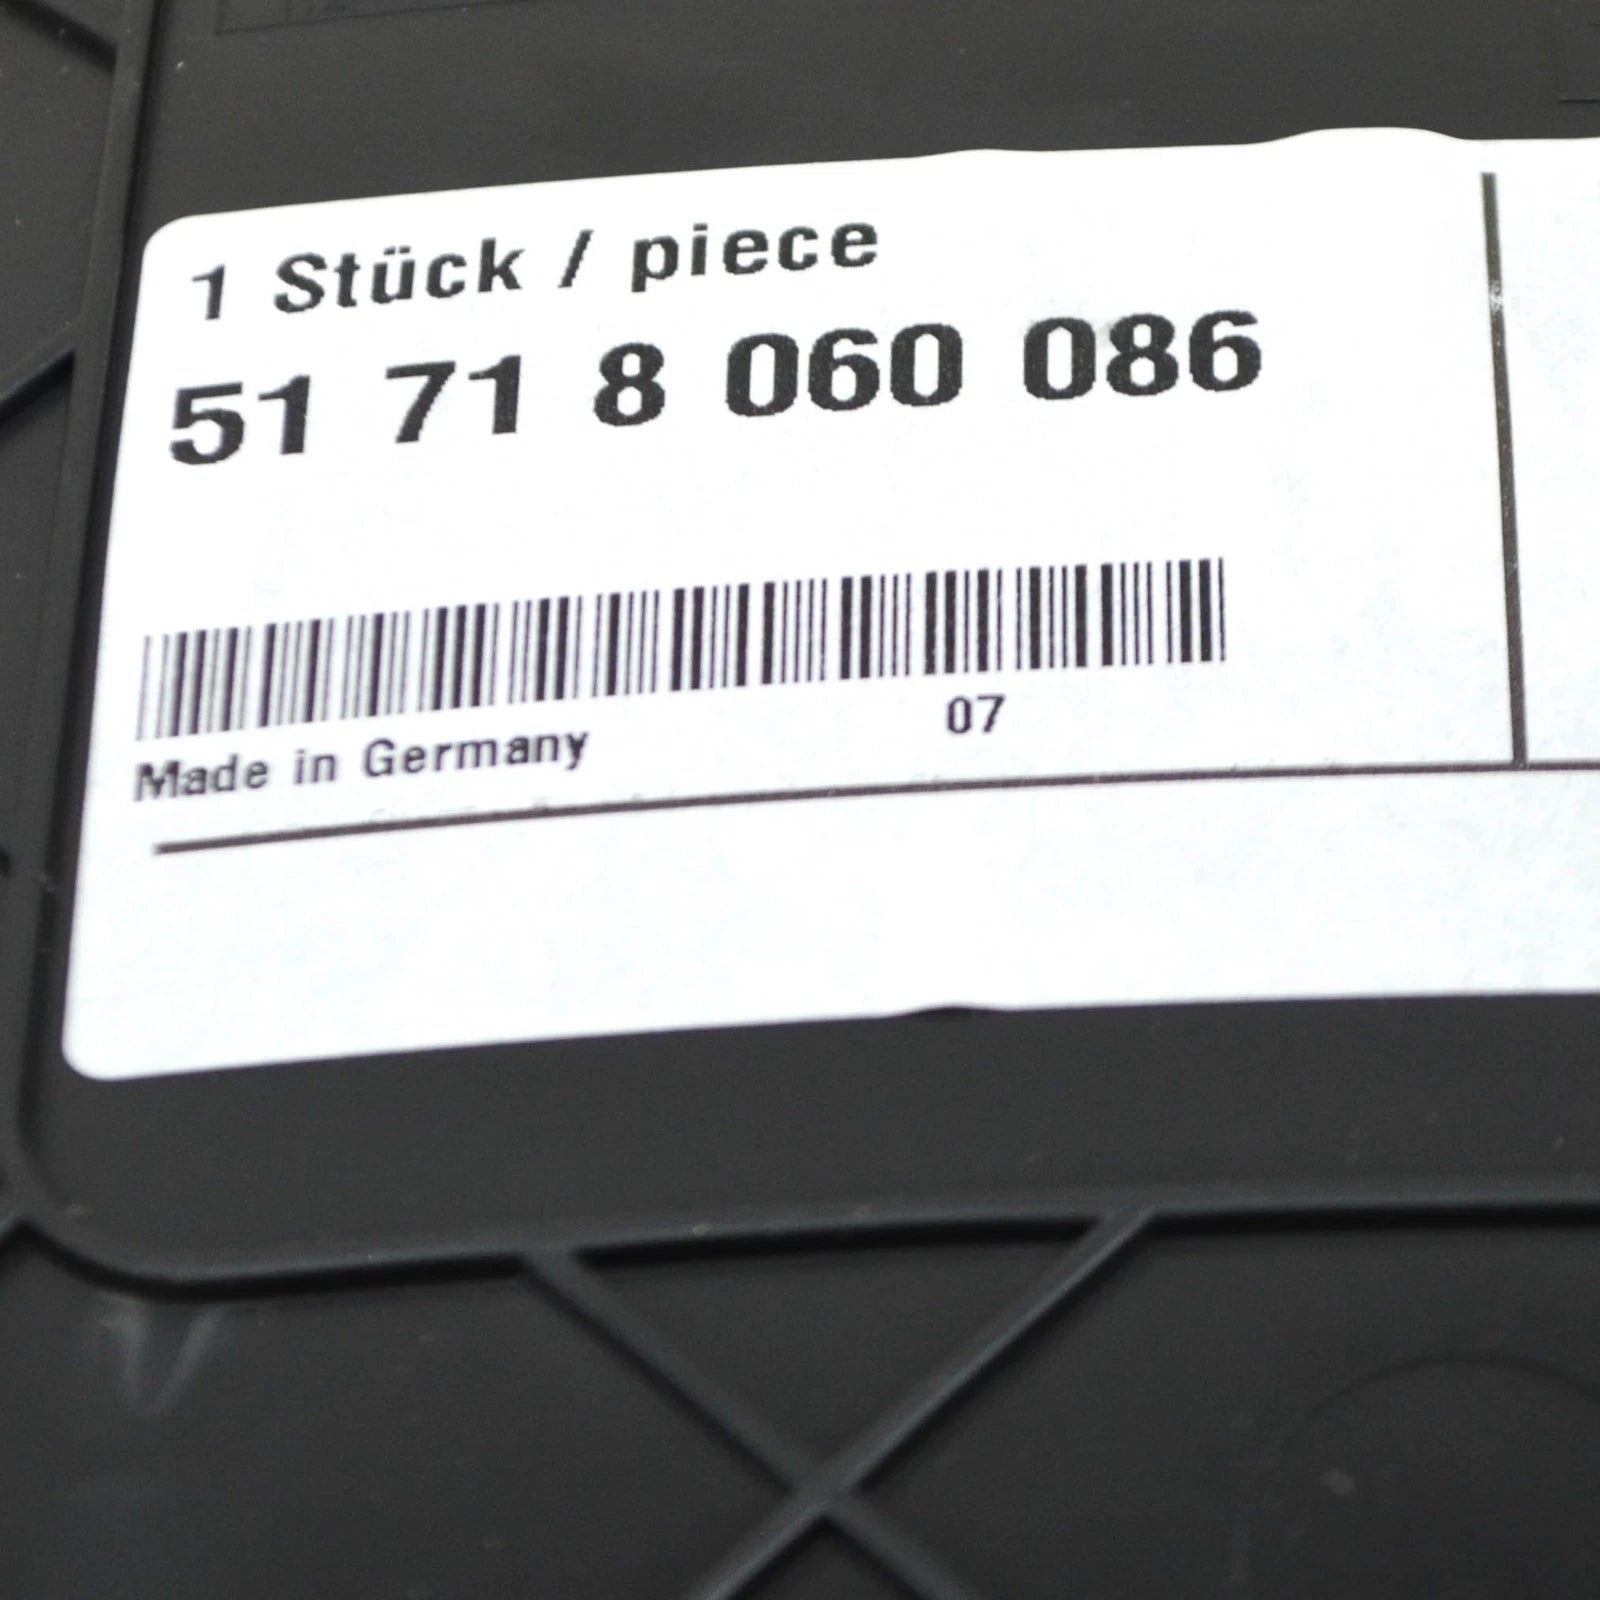 1 Stück / piece
51 71 8 060 086
07
Made in Germany